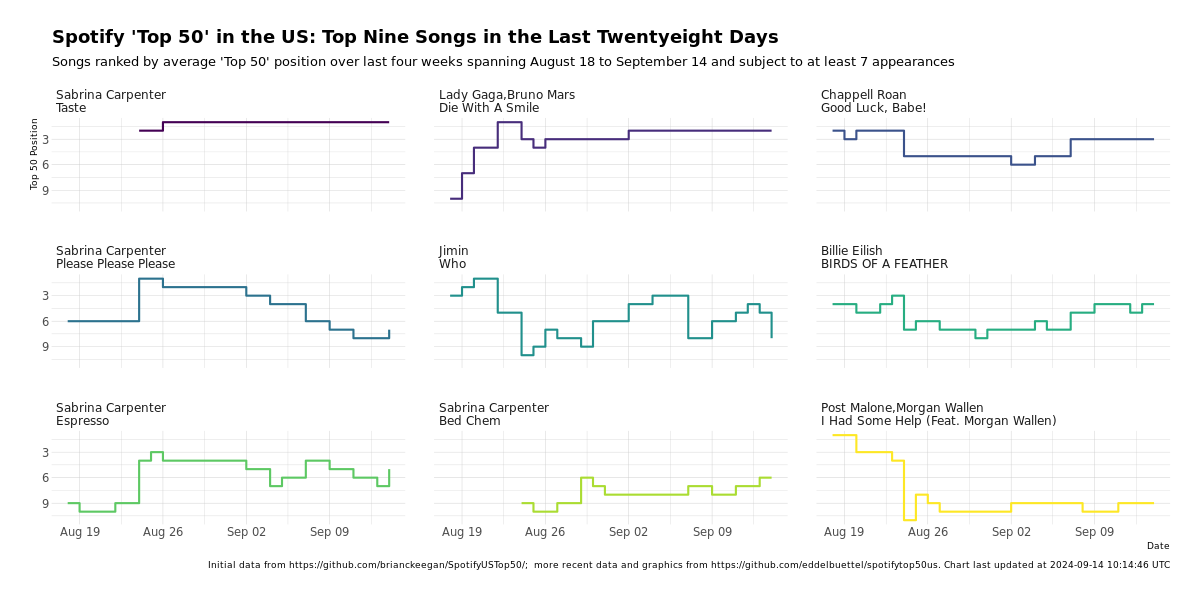 Spotify 'Top 50' in the US: Top Nine Songs in the Last Twentyeight Days
Songs ranked by average 'Top 50' position over last four weeks spanning August 18 to September 14 and subject to at least 7 appearances
Sabrina Carpenter
Taste
Lady Gaga,Bruno Mars
Die With A Smile
Chappell Roan
Good Luck, Babe!
Top 50 Position
3
6
9
Sabrina Carpenter
Please Please Please
Jimin
Who
Billie Eilish
BIRDS OF A FEATHER
3
6
9
Sabrina Carpenter
Espresso
Sabrina Carpenter
Bed Chem
Post Malone,Morgan Wallen
I Had Some Help (Feat. Morgan Wallen)
3
6
9
Aug 19 Aug 26 Sep 02 Sep 09
Aug 19 Aug 26 Sep 02 Sep 09
Aug 19 Aug 26 Sep 02 Sep 09
Date
Initial data from https://github.com/brianckeegan/SpotifyUSTop50/;  more recent data and graphics from https://github.com/eddelbuettel/spotifytop50us. Chart last updated at 2024-09-14 10:14:46 UTC